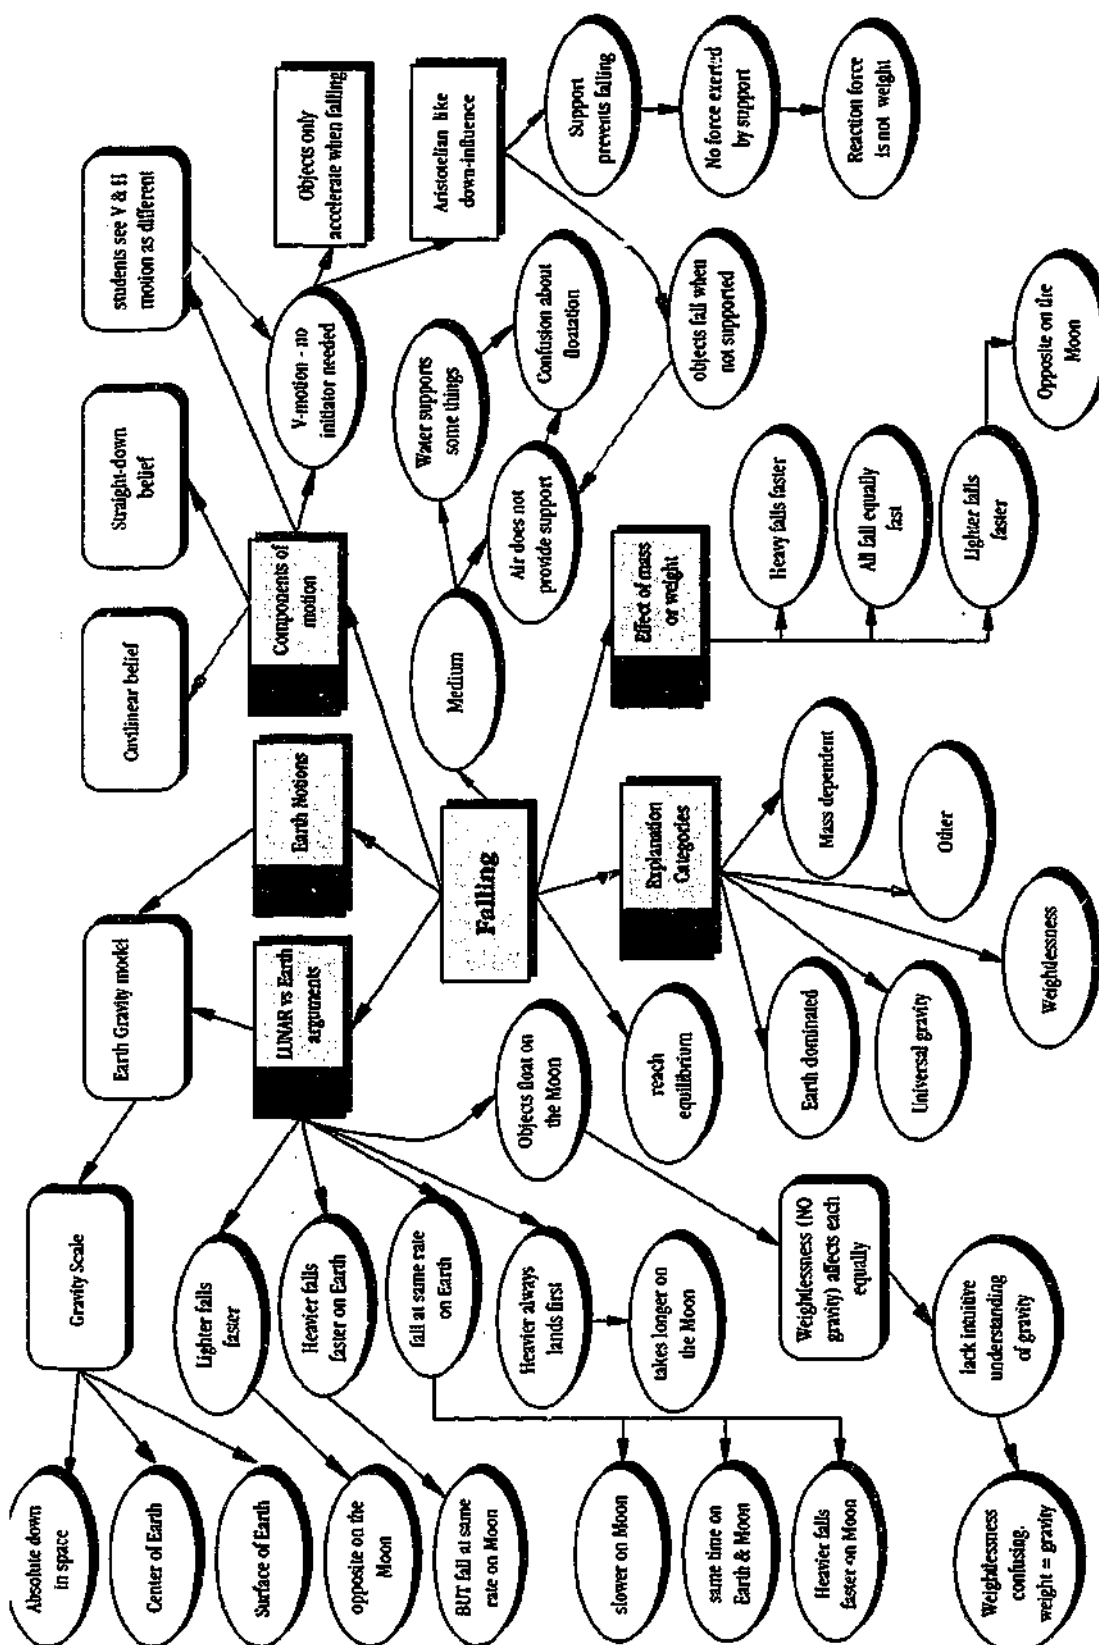 Absolute down
in space
Center of Earth
Surface of Earth
opposite on the
Moon
BUT fall at same
rate on Moon
slower on Moon
same time on
Earth & Moon
Heavier falls
faster on Moon
Weightlessness
confusing.
weight = gravity
Gravity Scale
Lighter falls
faster
Heavier falls
faster on Earth
fall at same rate
on Earth
Heavier always
lands first
takes longer on
the Moon
Weightlessness (NO
gravity) affects each
equally
lack intuitive
understanding
of gravity
Earth Gravity model
LUNAR vs Earth
arguments
Objects float on
the Moon
reach
equilibrium
Earth dominated
Universal gravity
Weightlessness
Earth Notions
Falling
Explanation
Categories
Mass dependent
Other
Cuvilinear belief
Straight-down
belief
Components of
motion
Medium
Air does not
provide support
Effect of mass
or weight
Heavy falls faster
All fall equally
fast
Lighter falls
faster
students see V & H
motion as different
V-motion - no
initiator needed
Water supports
some things
Confusion about
floatation
objects fall when
not supported
Opposite on the
Moon
Objects only
accelerate when falling
Aristotelian like
down-influence
Support
prevents falling
No force exerted
by support
Reaction force
is not weight